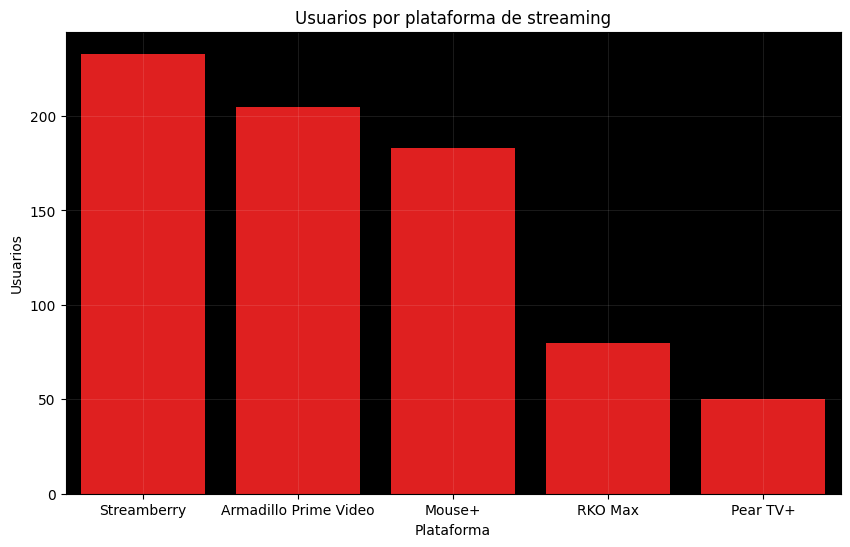 Usuarios por plataforma de streaming
Usuarios
200
150
100
50
0
Streamberry Armadillo Prime Video Mouse+ RKO Max Pear TV+
Plataforma